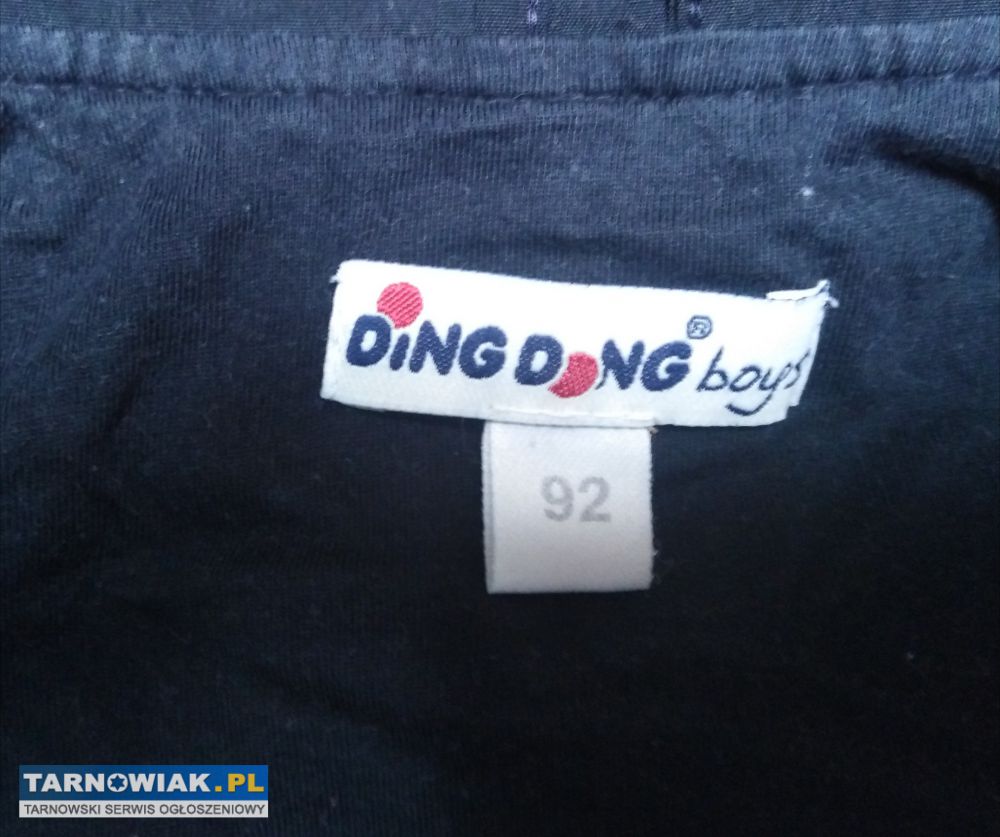 DiNG DONG® boys
92
TARNOWIAK.PL
TARNOWSKI SERWIS OGŁOSZENIOWY